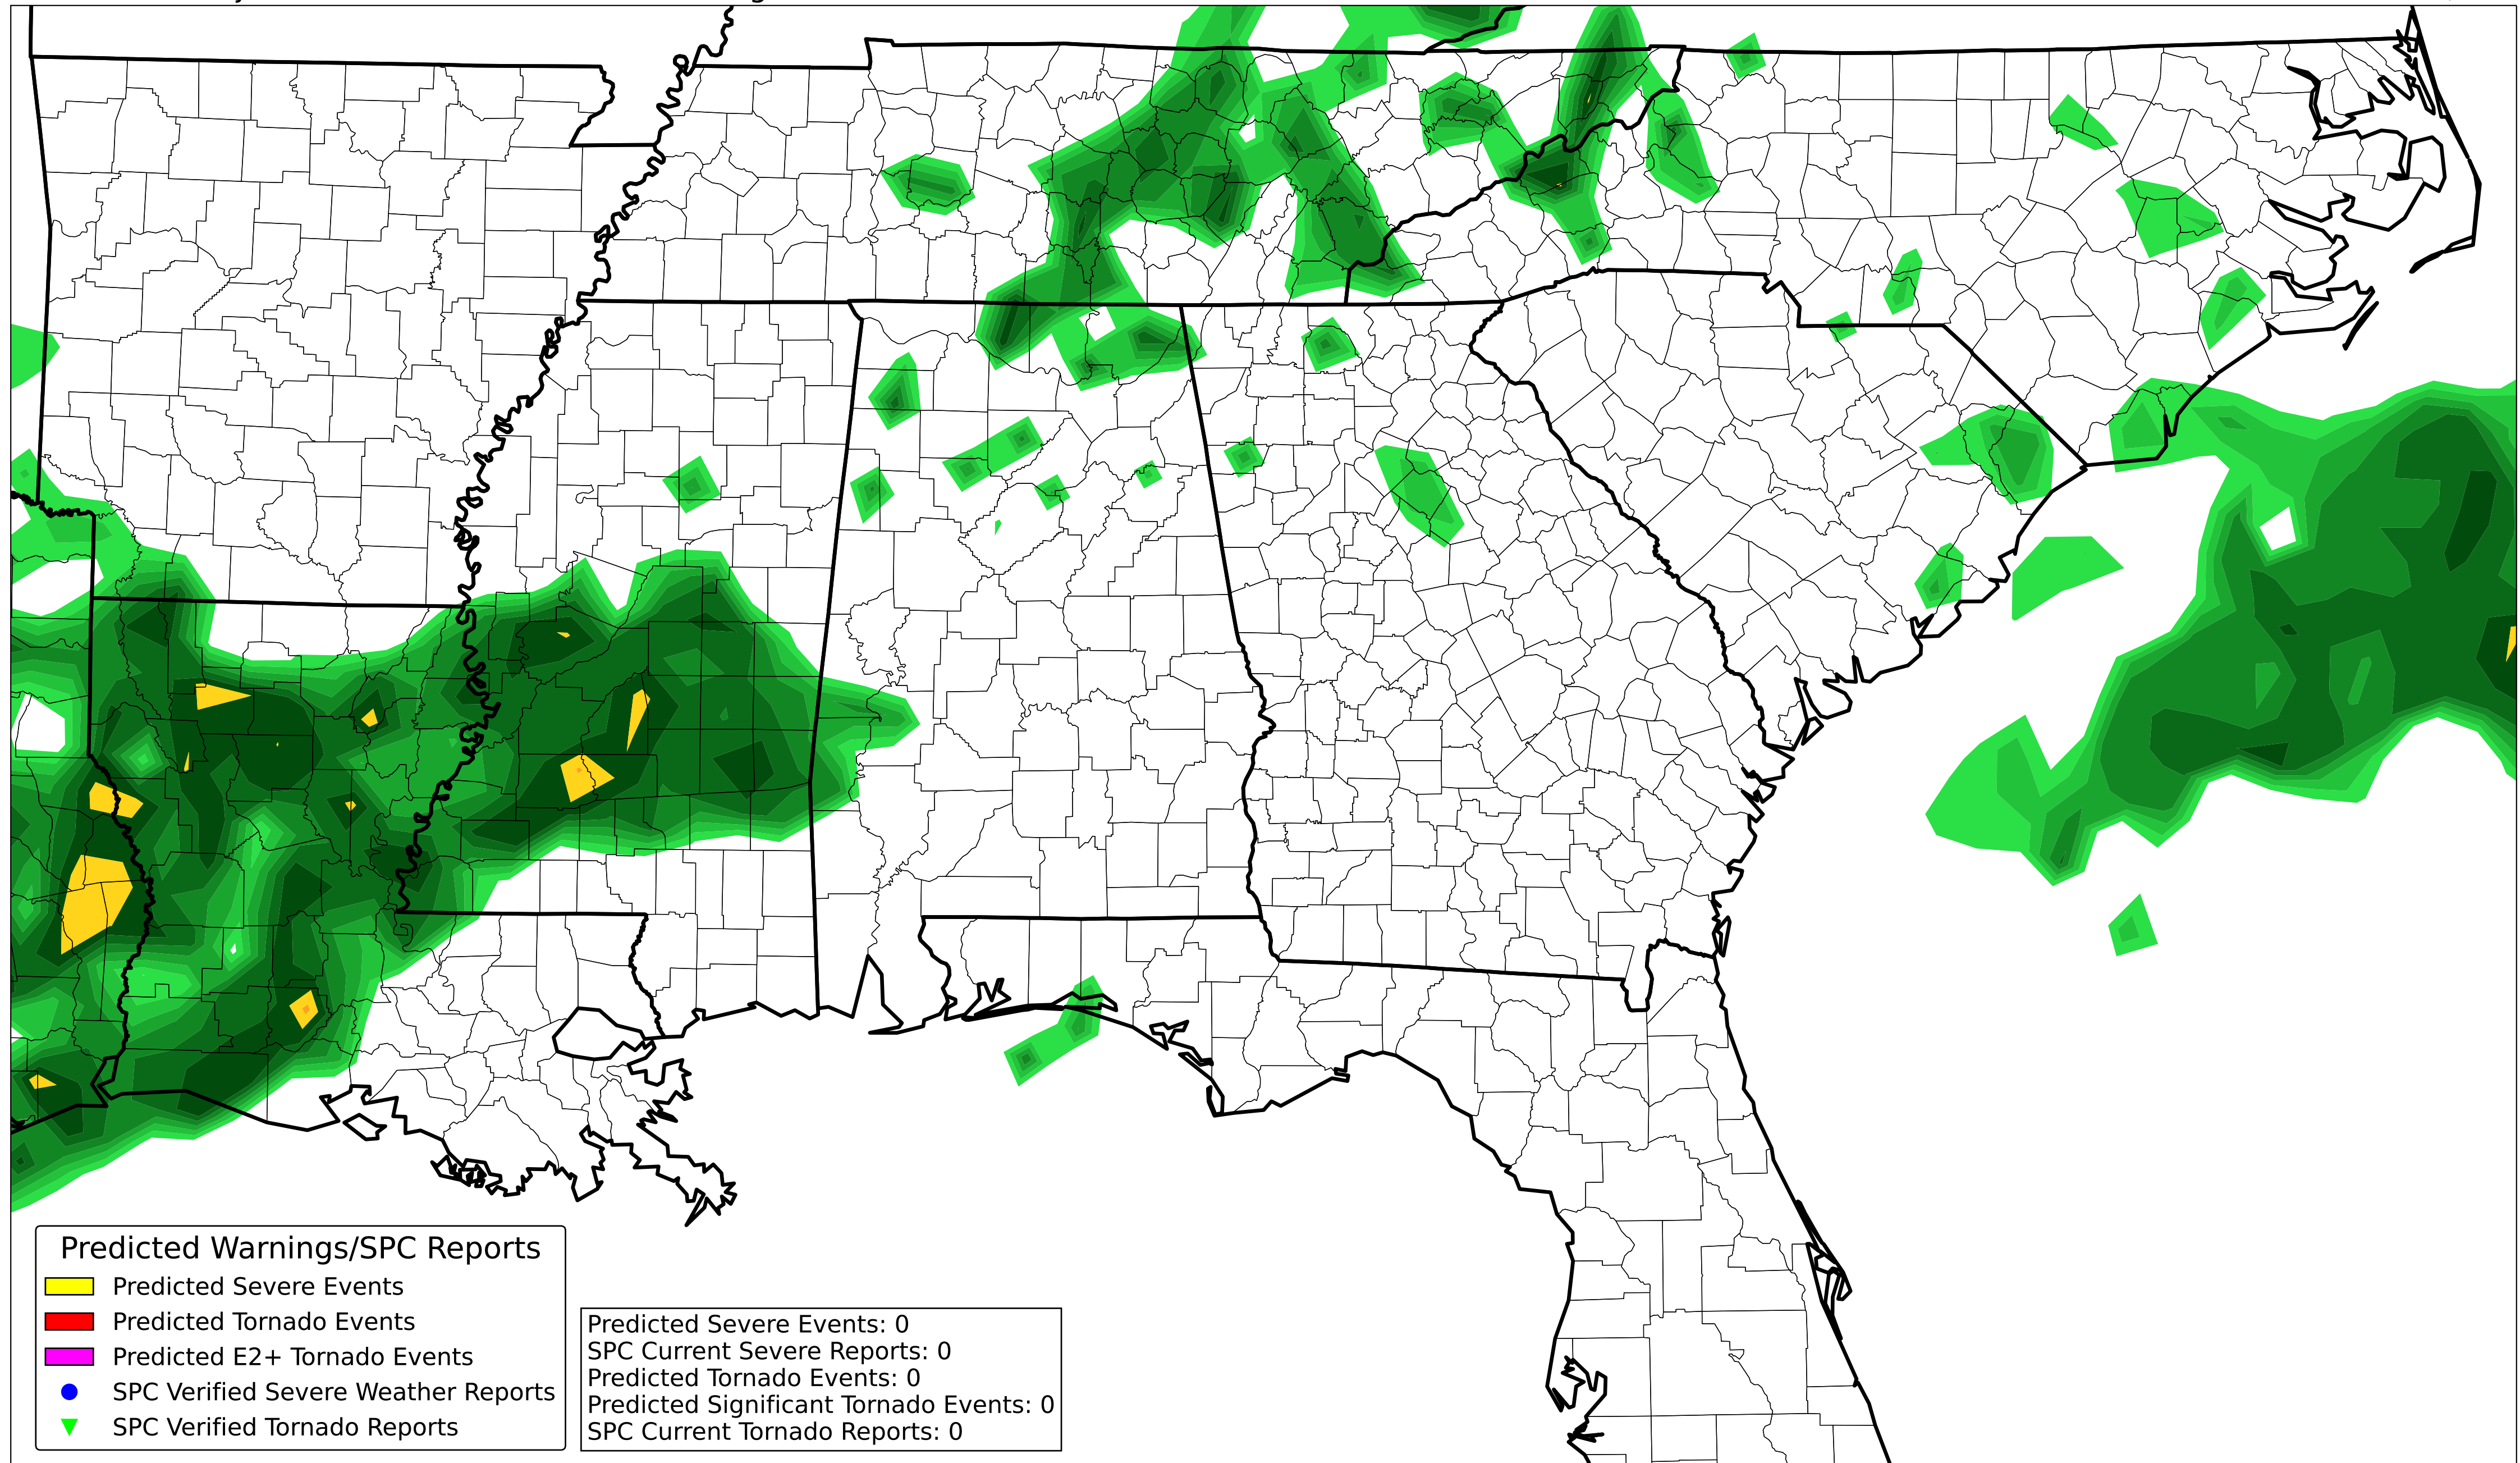 Predicted Warnings/SPC Reports
Predicted Severe Events
Predicted Tornado Events
Predicted E2+ Tornado Events
SPC Verified Severe Weather Reports
SPC Verified Tornado Reports
Predicted Severe Events: 0
SPC Current Severe Reports: 0
Predicted Tornado Events: 0
Predicted Significant Tornado Events: 0
SPC Current Tornado Reports: 0